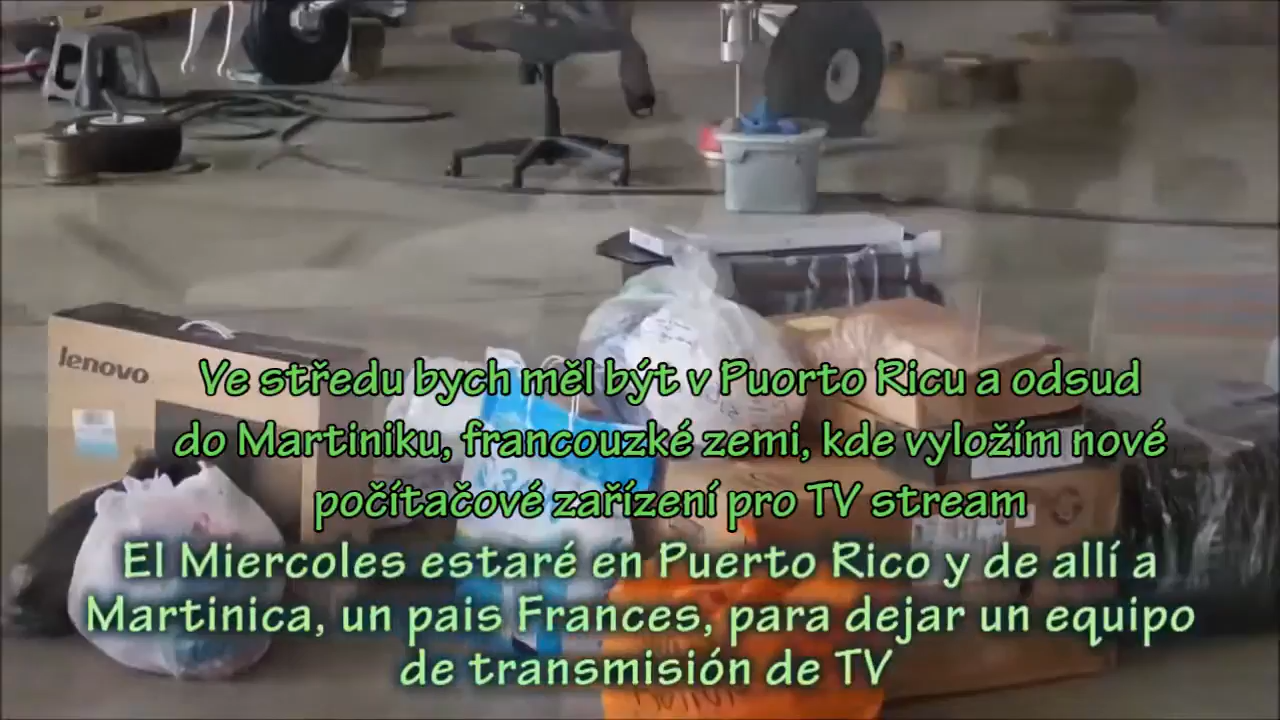 lenovo
Ve středu bych měl být v Puorto Ricu a odsud
do Martiniku, francouzké zemi, kde vyložím nové
počítačové zařízení pro TV stream
El Miercoles estaré en Puerto Rico y de allí a
Martinica, un pais Frances, para dejar un equipo
de transmisión de TV